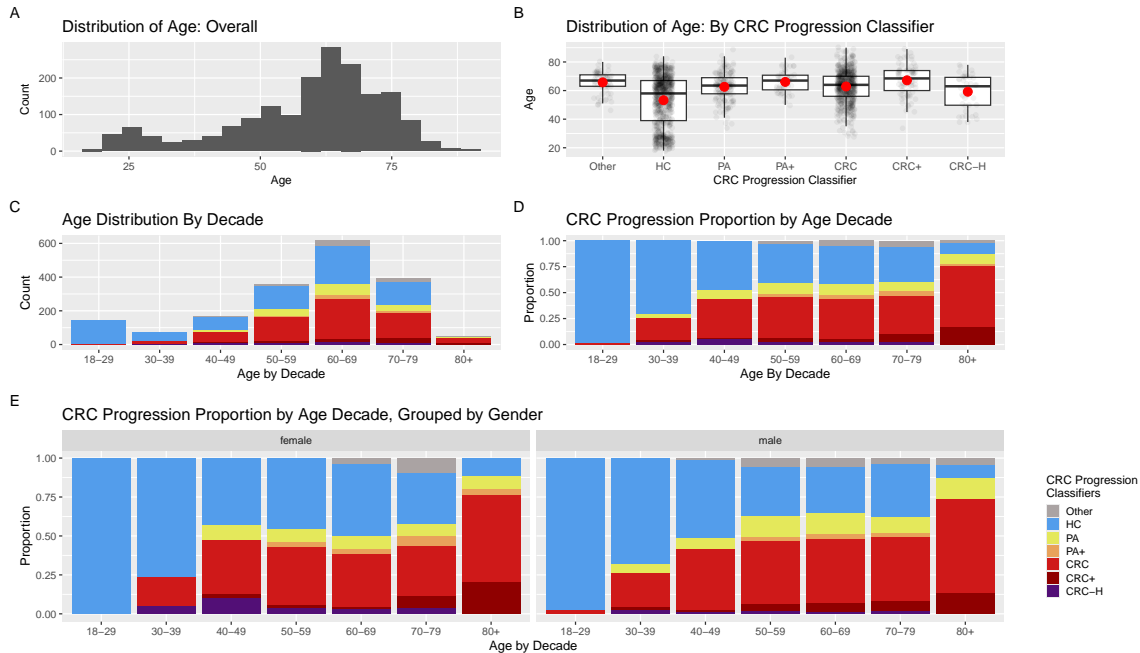 A
Distribution of Age: Overall
Count
0
100
200
25
50
75
Age
B
Distribution of Age: By CRC Progression Classifier
Age
20
40
60
80
Other HC PA PA+ CRC CRC+ CRC−H
CRC Progression Classifier
C
Age Distribution By Decade
Count
0
200
400
600
18−29 30−39 40−49 50−59 60−69 70−79 80+
Age by Decade
D
CRC Progression Proportion by Age Decade
Proportion
0.00
0.25
0.50
0.75
1.00
18−29 30−39 40−49 50−59 60−69 70−79 80+
Age By Decade
E
CRC Progression Proportion by Age Decade, Grouped by Gender
female
male
Proportion
0.00
0.25
0.50
0.75
1.00
18−29 30−39 40−49 50−59 60−69 70−79 80+
18−29 30−39 40−49 50−59 60−69 70−79 80+
Age by Decade
CRC Progression
Classifiers
Other
HC
PA
PA+
CRC
CRC+
CRC−H